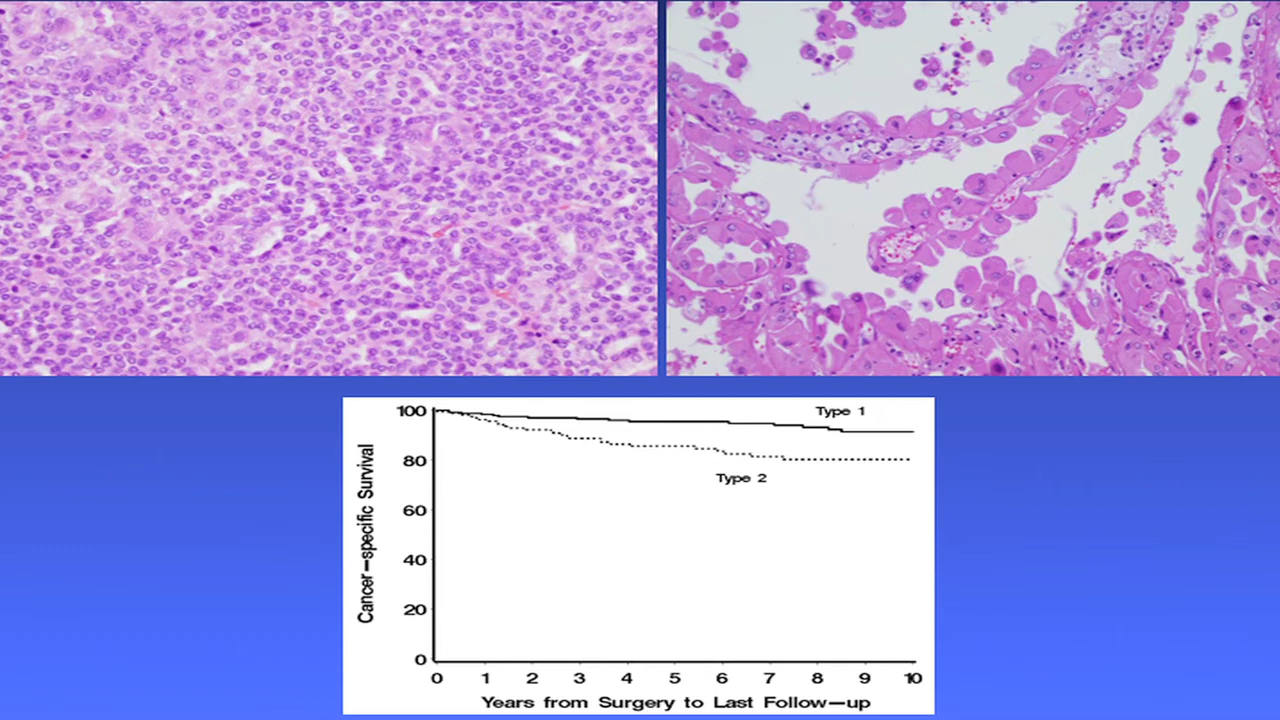 100
80
60
40
20
0
Cancer-specific Survival
Type 1
Type 2
0 1 2 3 4 5 6 7 8 9 10
Years from Surgery to Last Follow-up